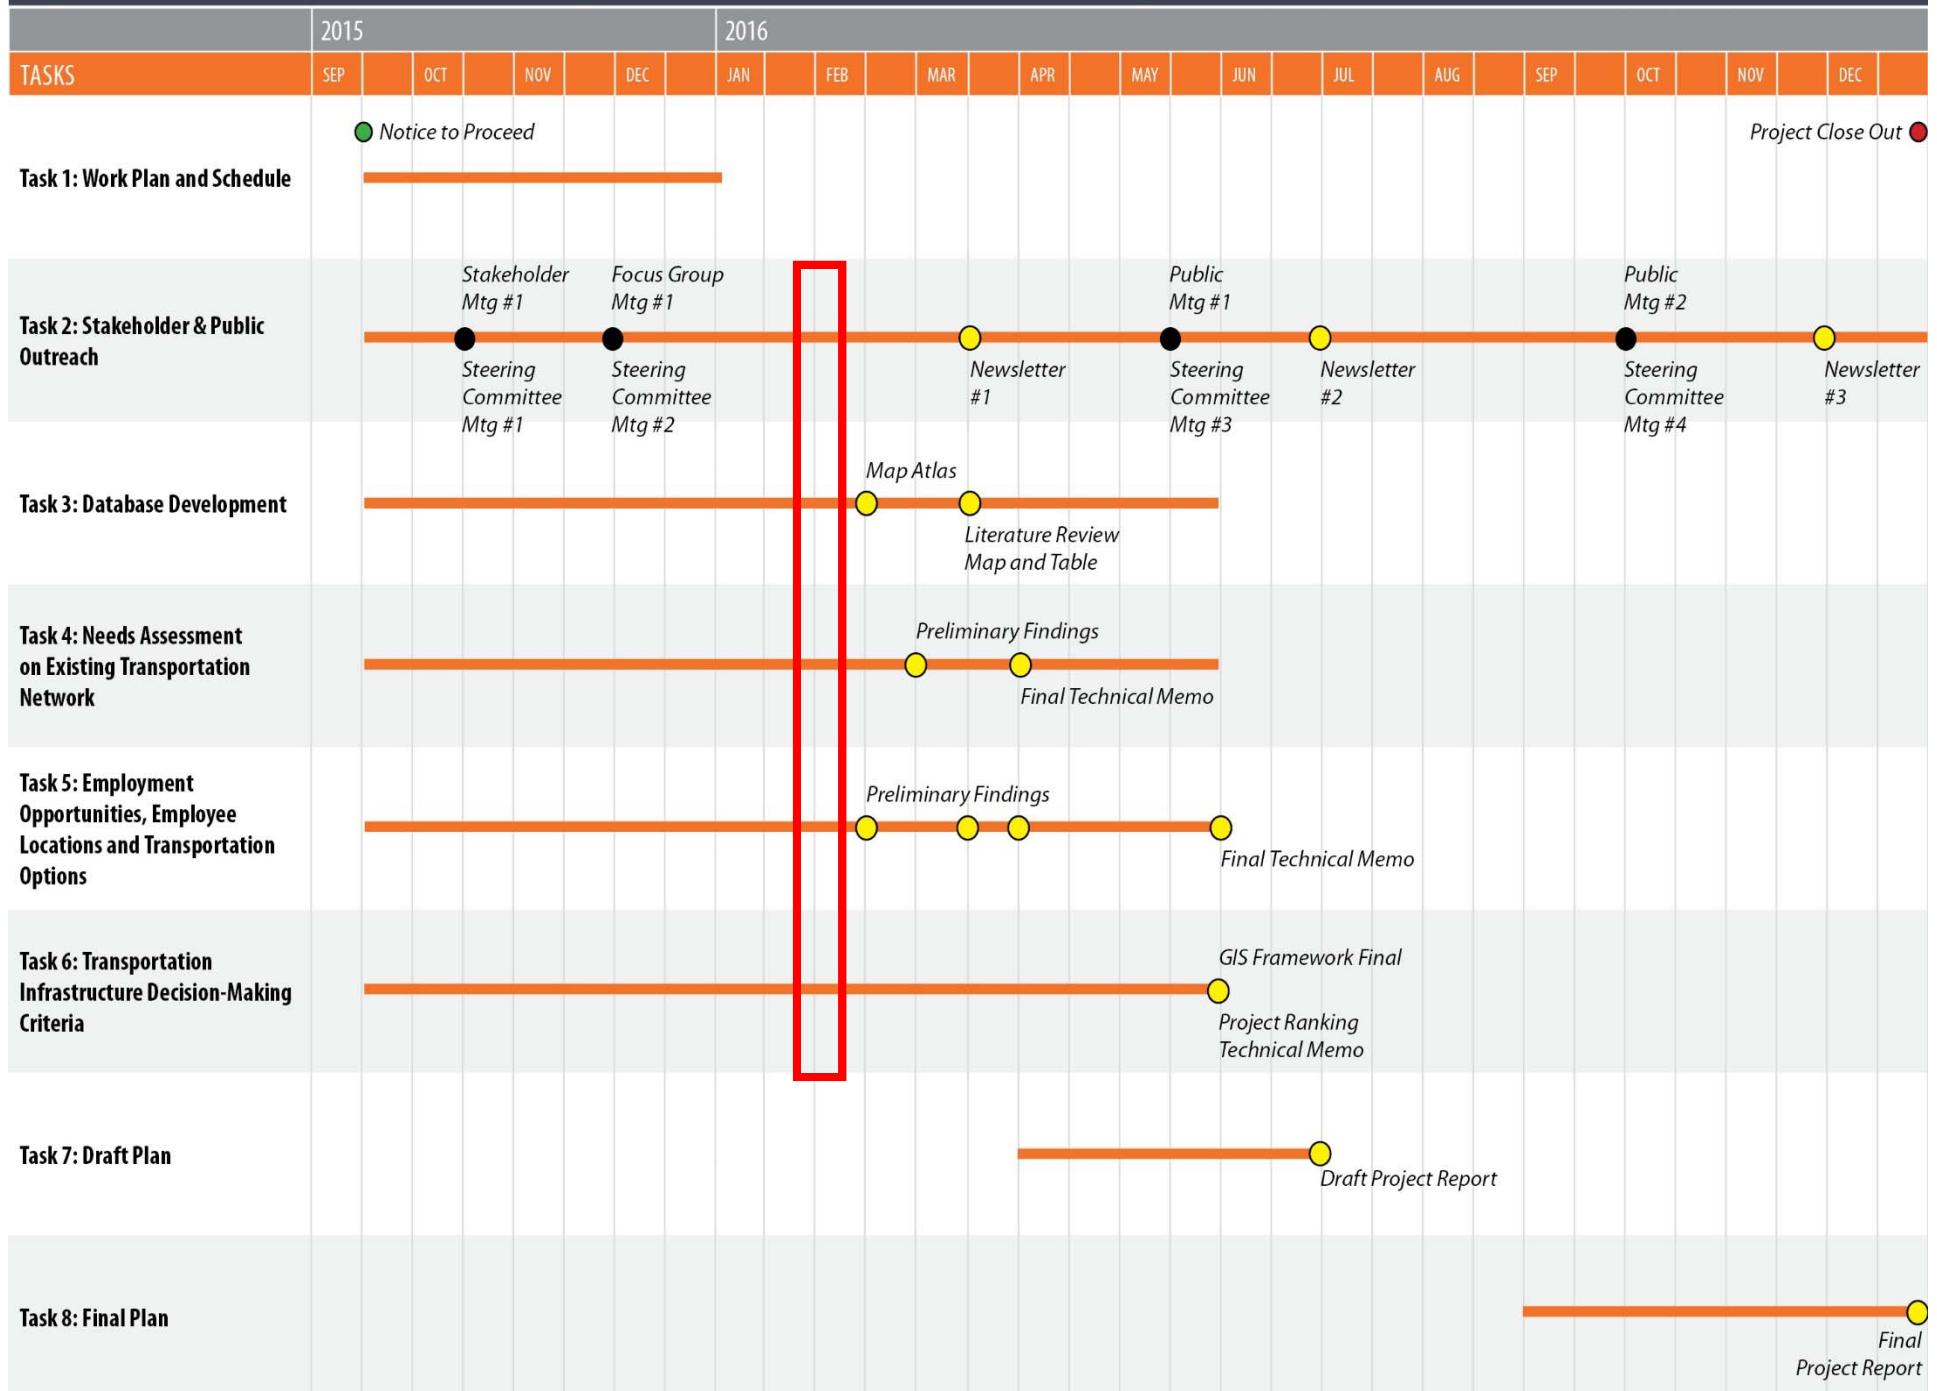 2015 2016
TASKS SEP OCT NOV DEC JAN FEB MAR APR MAY JUN JUL AUG SEP OCT NOV DEC
Notice to Proceed
Project Close Out
Task 1: Work Plan and Schedule
Stakeholder
Mtg #1
Focus Group
Mtg #1
Public
Mtg #1
Public
Mtg #2
Task 2: Stakeholder & Public
Outreach
Steering
Committee
Mtg #1
Steering
Committee
Mtg #2
Newsletter
#1
Steering
Committee
Mtg #3
Newsletter
#2
Steering
Committee
Mtg #4
Newsletter
#3
Map Atlas
Task 3: Database Development
Literature Review
Map and Table
Task 4: Needs Assessment
on Existing Transportation
Network
Preliminary Findings
Final Technical Memo
Task 5: Employment
Opportunities, Employee
Locations and Transportation
Options
Preliminary Findings
Final Technical Memo
Task 6: Transportation
Infrastructure Decision-Making
Criteria
GIS Framework Final
Project Ranking
Technical Memo
Task 7: Draft Plan
Draft Project Report
Task 8: Final Plan
Final
Project Report